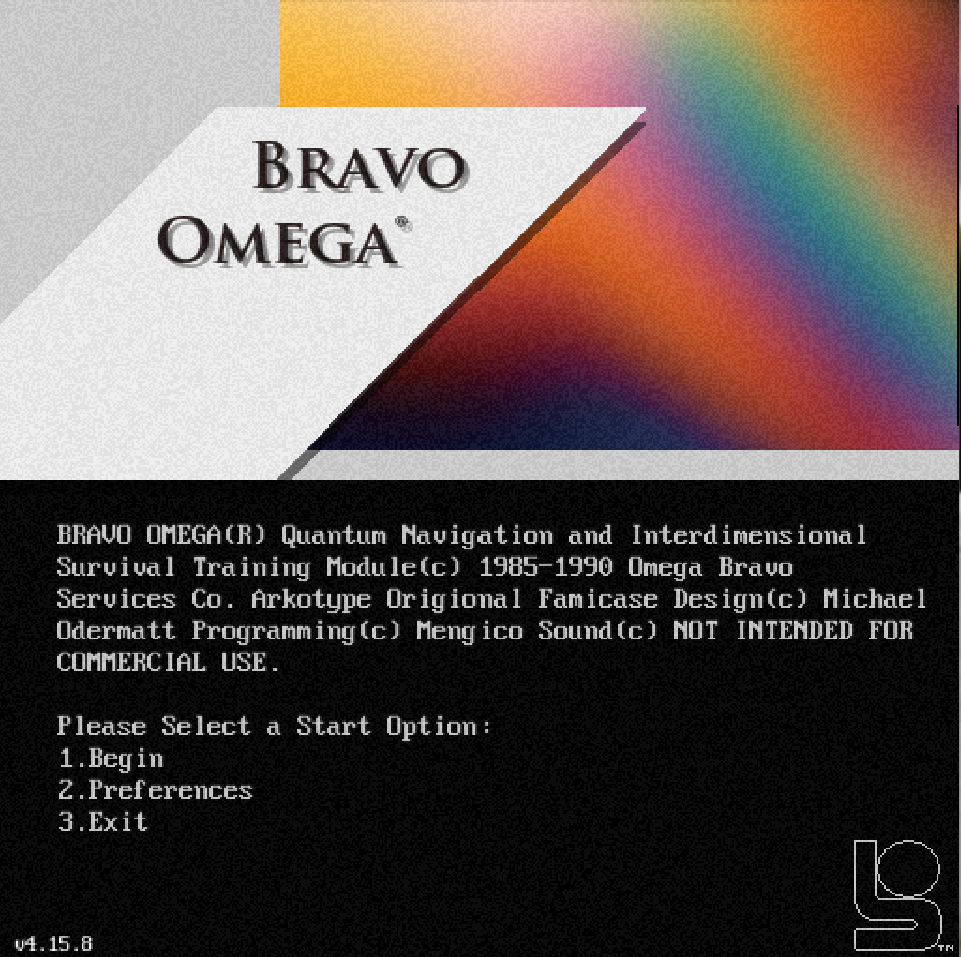 BRAVO
OMEGA®
BRAVO OMEGA(R) Quantum Navigation and Interdimensional
Survival Training Module(c) 1985-1990 Omega Bravo
Services Co. Arkotype Origional Famicase Design(c) Michael
Odermatt Programming(c) Mengico Sound(c) NOT INTENDED FOR
COMMERCIAL USE.
Please Select a Start Option:
1.Begin
2.Preferences
3.Exit
v4.15.8
TM